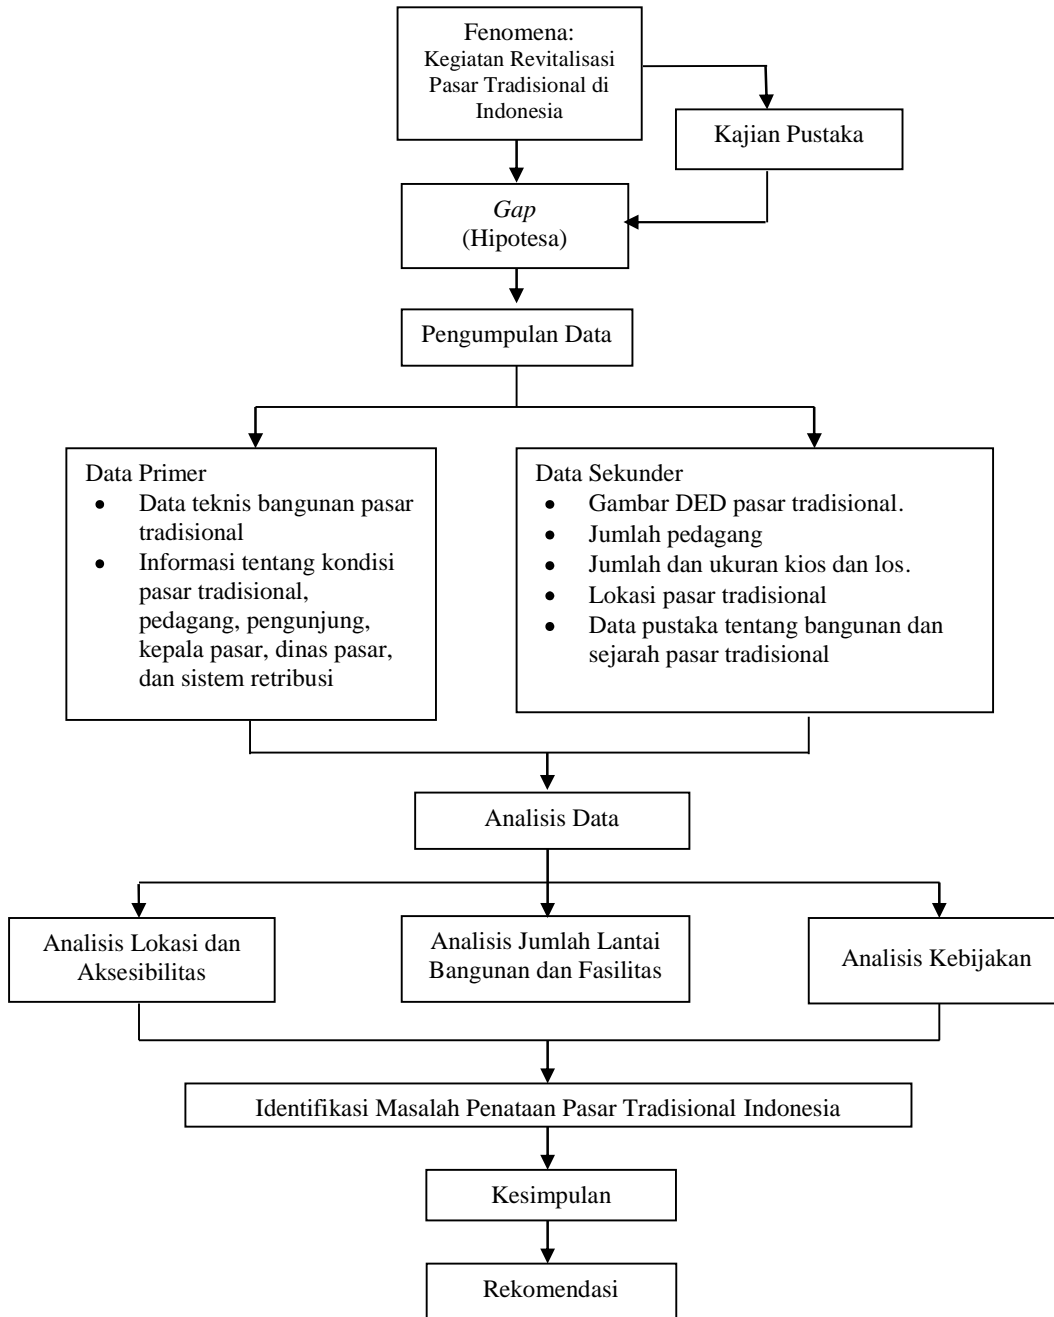 Fenomena:
Kegiatan Revitalisasi
Pasar Tradisional di
Indonesia
Kajian Pustaka
Gap
(Hipotesa)
Pengumpulan Data
Data Primer
• Data teknis bangunan pasar
tradisional
• Informasi tentang kondisi
pasar tradisional,
pedagang, pengunjung,
kepala pasar, dinas pasar,
dan sistem retribusi
Data Sekunder
• Gambar DED pasar tradisional.
• Jumlah pedagang
• Jumlah dan ukuran kios dan los.
• Lokasi pasar tradisional
• Data pustaka tentang bangunan dan
sejarah pasar tradisional
Analisis Data
Analisis Lokasi dan
Aksesibilitas
Analisis Jumlah Lantai
Bangunan dan Fasilitas
Analisis Kebijakan
Identifikasi Masalah Penataan Pasar Tradisional Indonesia
Kesimpulan
Rekomendasi